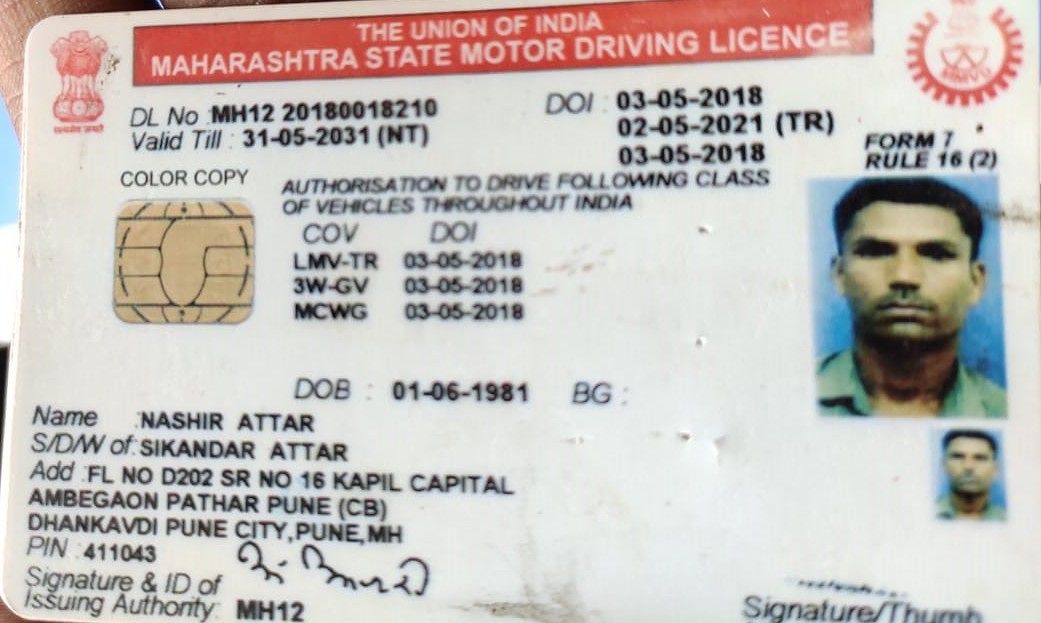 THE UNION OF INDIA
MAHARASHTRA STATE MOTOR DRIVING LICENCE
DL No : MH12 20180018210 DOI : 03-05-2018
Valid Till : 31-05-2031 (NT) 02-05-2021 (TR)
03-05-2018
FORM 7
RULE 16 (2)
COLOR COPY
AUTHORISATION TO DRIVE FOLLOWING CLASS
OF VEHICLES THROUGHOUT INDIA
COV DOI
LMV-TR 03-05-2018
3W-GV 03-05-2018
MCWG 03-05-2018
DOB : 01-06-1981 BG :
Name : NASHIR ATTAR
S/D/W of : SIKANDAR ATTAR
Add : FL NO D202 SR NO 16 KAPIL CAPITAL
AMBEGAON PATHAR PUNE (CB)
DHANKAVDI PUNE CITY,PUNE,MH
PIN : 411043
Signature & ID of
Issuing Authority: MH12
Signature/Thumb